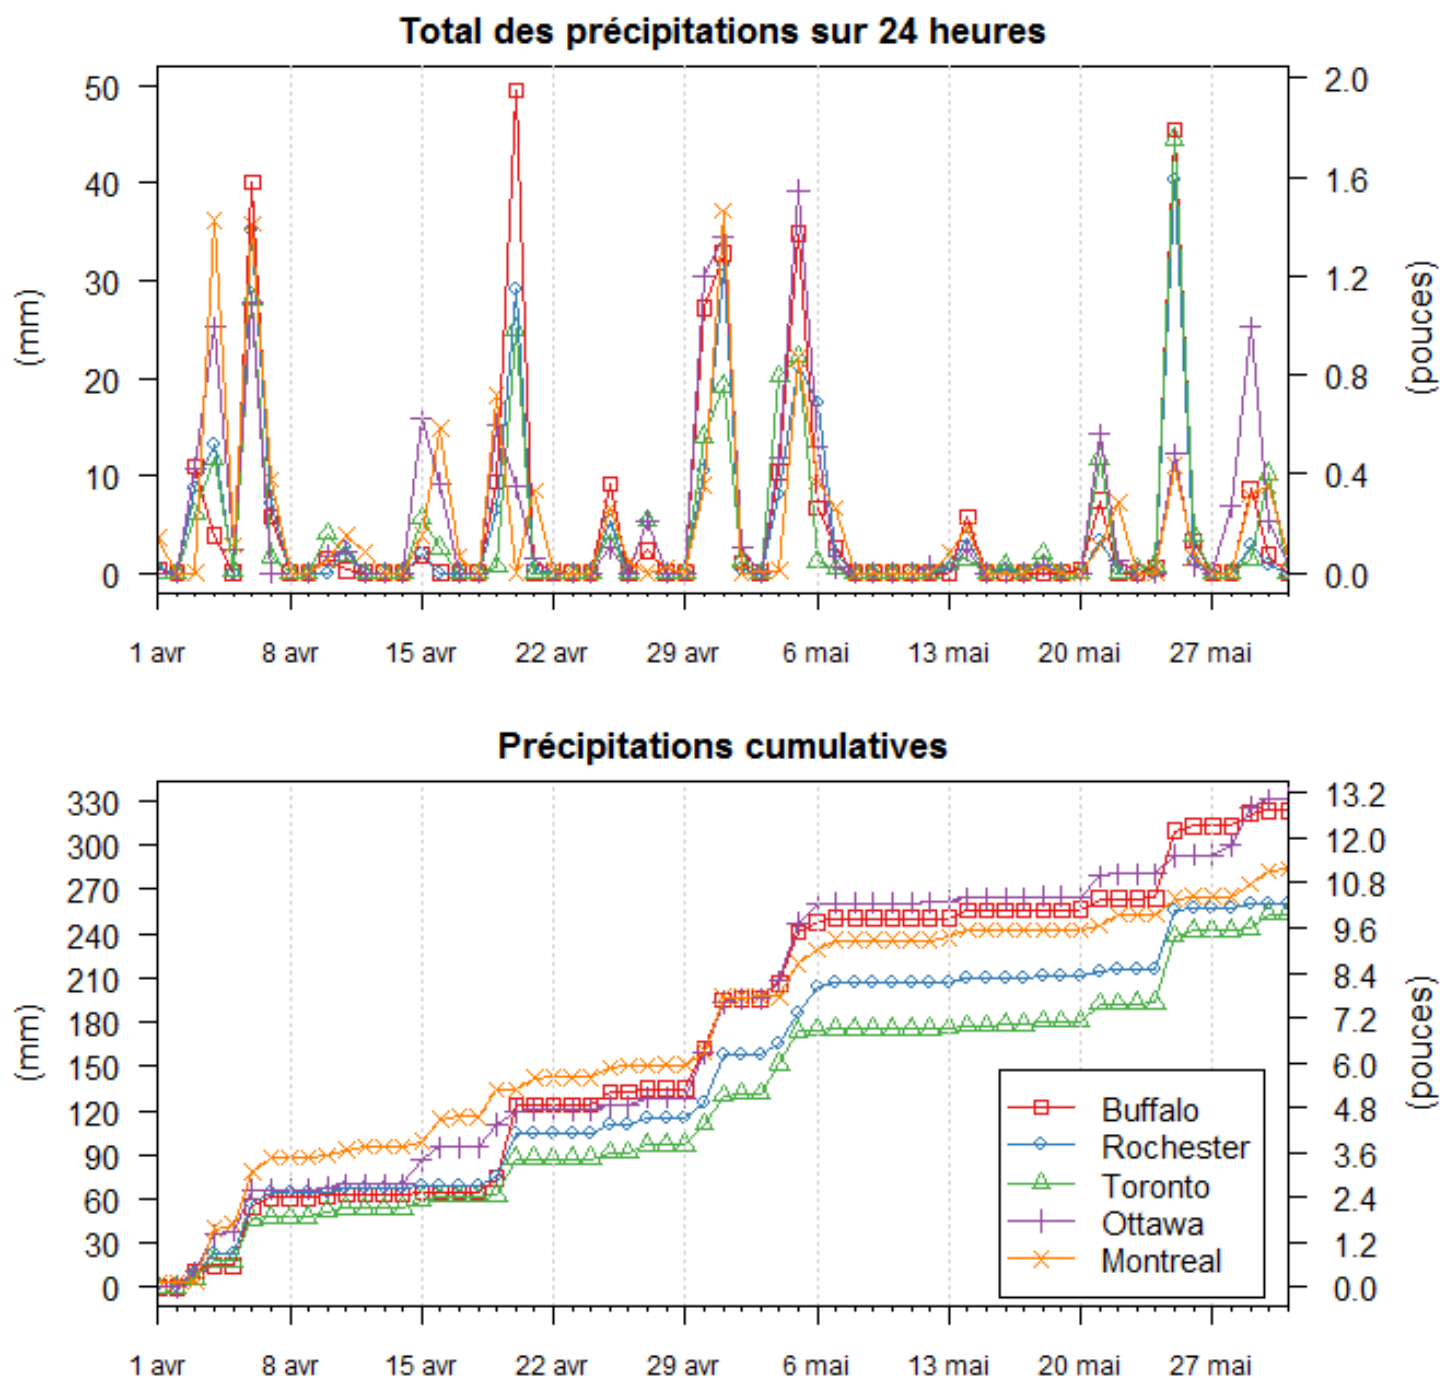 Total des précipitations sur 24 heures
50
40
30
20
10
0
(mm)
2.0
1.6
1.2
0.8
0.4
0.0
(pouces)
1 avr 8 avr 15 avr 22 avr 29 avr 6 mai 13 mai 20 mai 27 mai
Précipitations cumulatives
330
300
270
240
210
180
150
120
90
60
30
0
(mm)
13.2
12.0
10.8
9.6
8.4
7.2
6.0
4.8
3.6
2.4
1.2
0.0
(pouces)
Buffalo
Rochester
Toronto
Ottawa
Montreal
1 avr 8 avr 15 avr 22 avr 29 avr 6 mai 13 mai 20 mai 27 mai